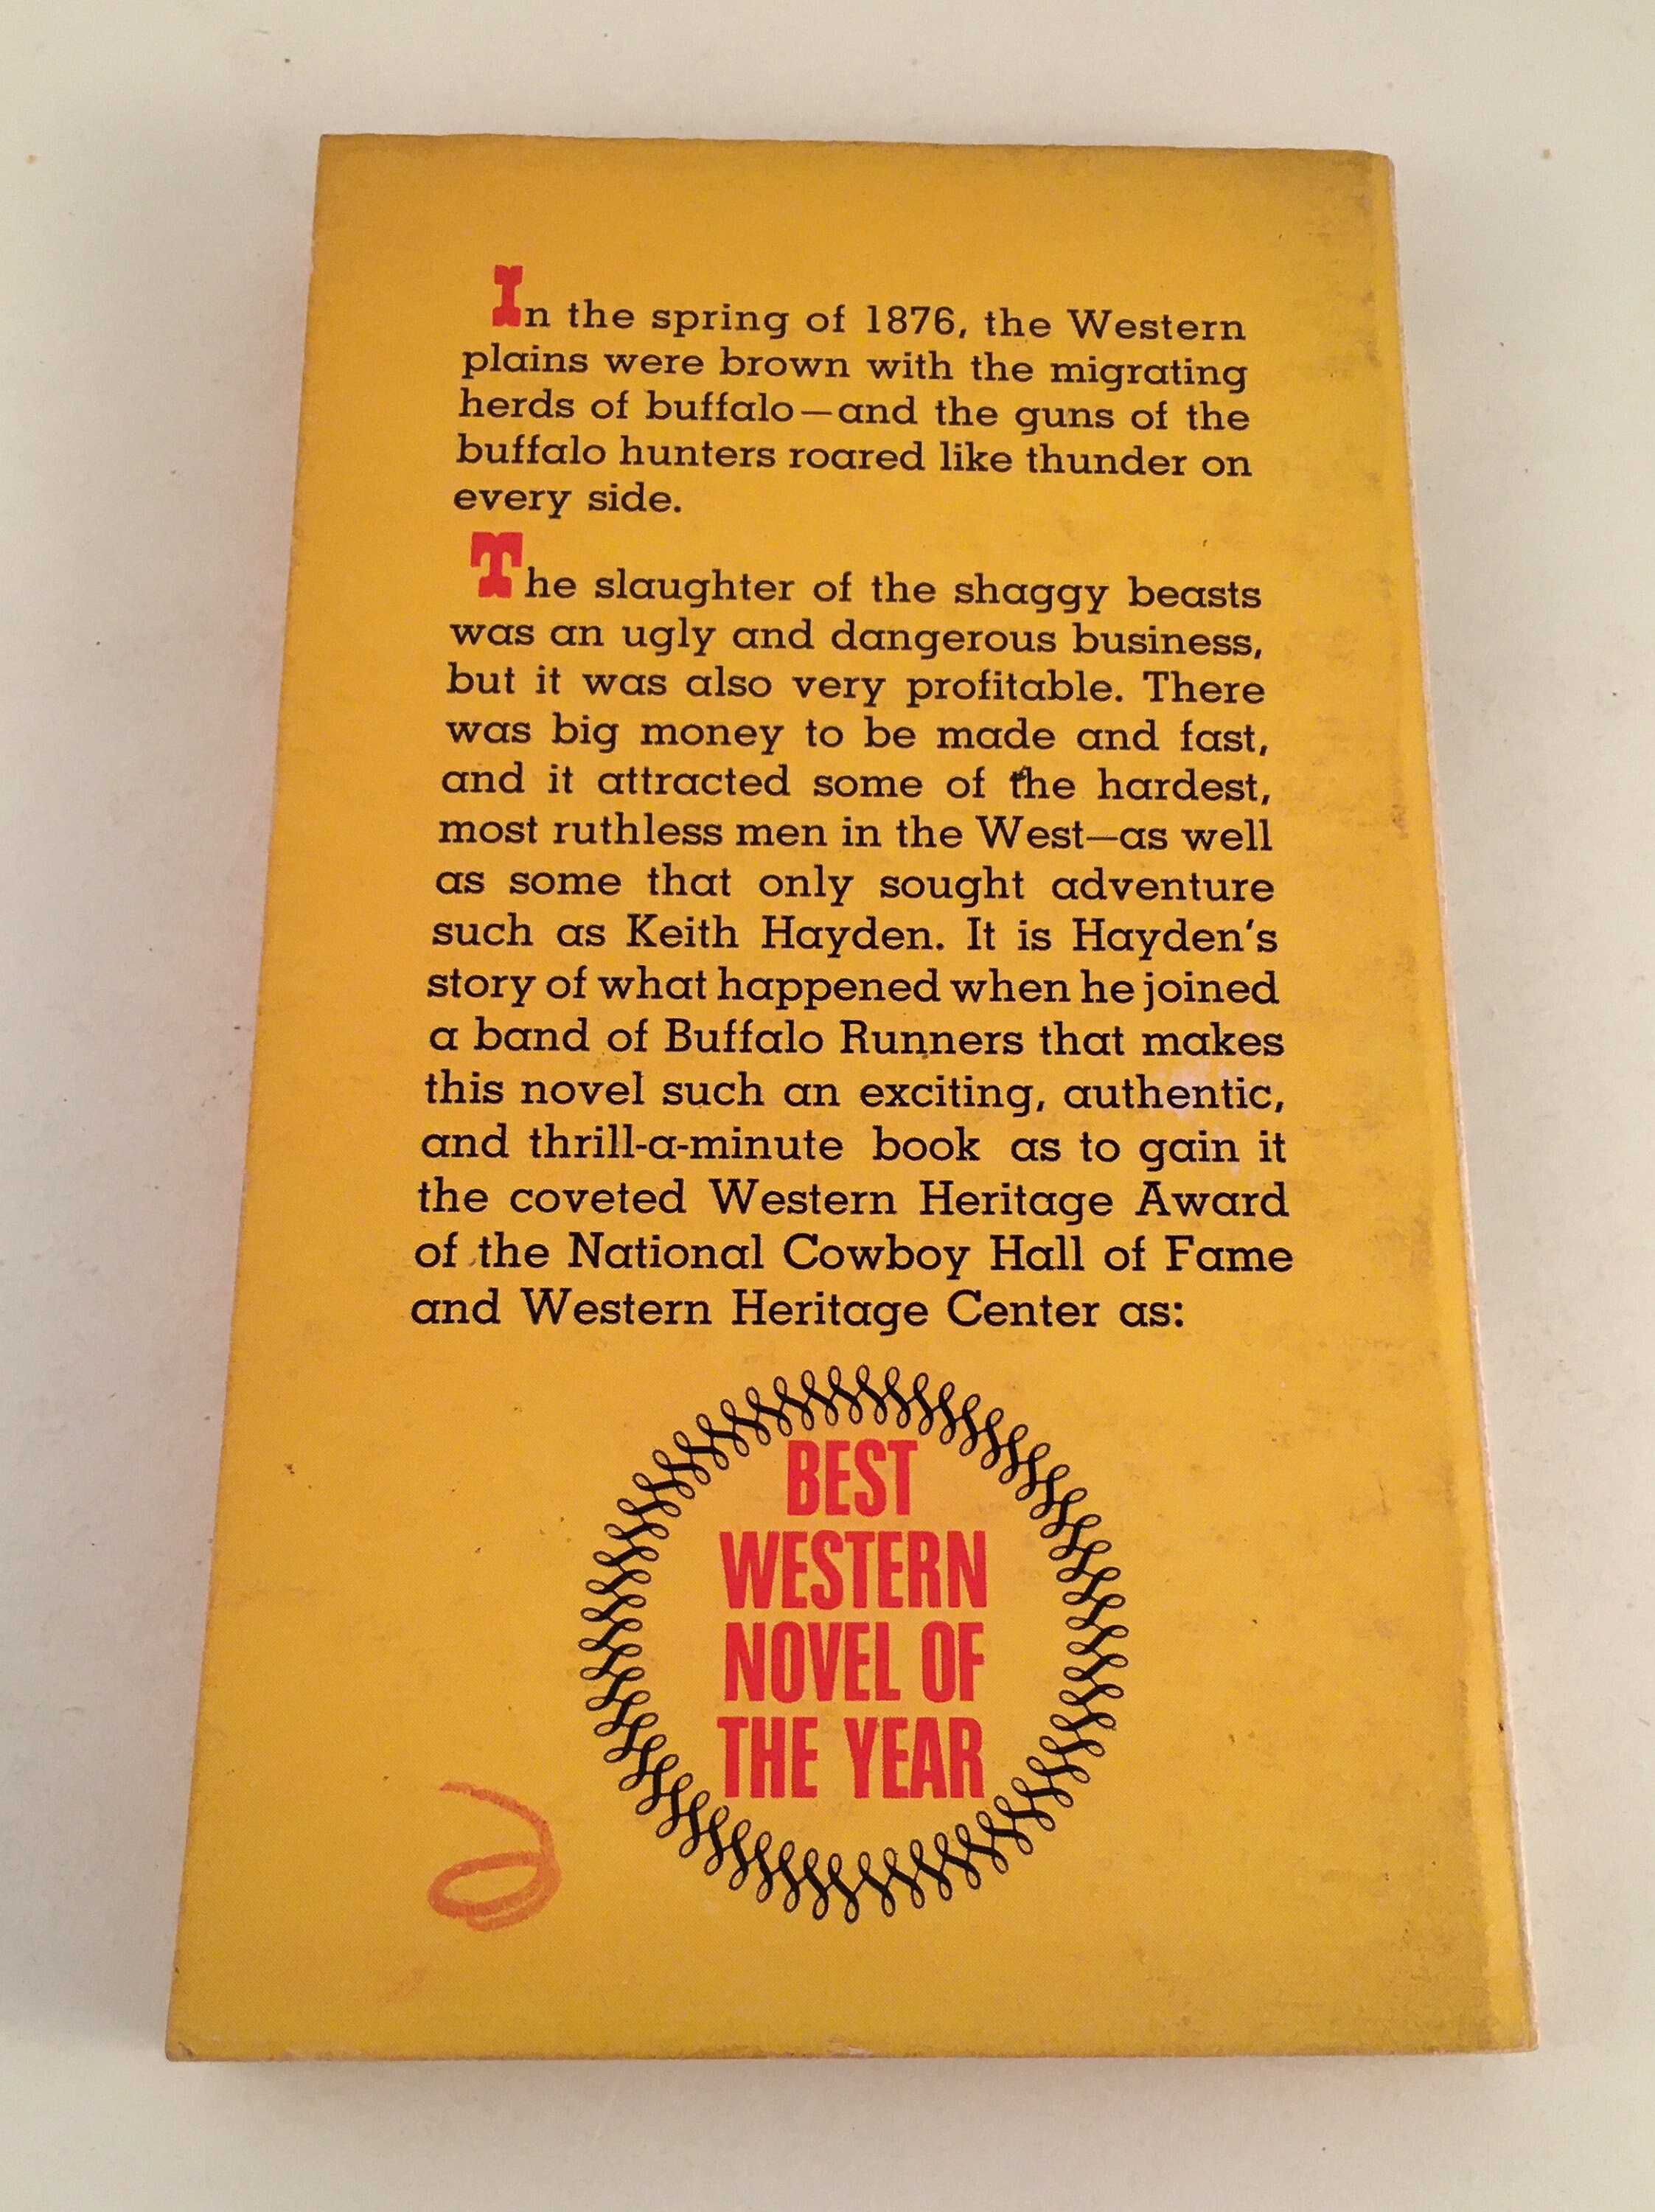 In the spring of 1876, the Western
plains were brown with the migrating
herds of buffalo—and the guns of the
buffalo hunters roared like thunder on
every side.
The slaughter of the shaggy beasts
was an ugly and dangerous business,
but it was also very profitable. There
was big money to be made and fast,
and it attracted some of the hardest,
most ruthless men in the West—as well
as some that only sought adventure
such as Keith Hayden. It is Hayden's
story of what happened when he joined
a band of Buffalo Runners that makes
this novel such an exciting, authentic,
and thrill-a-minute book as to gain it
the coveted Western Heritage Award
of the National Cowboy Hall of Fame
and Western Heritage Center as:
BEST
WESTERN
NOVEL OF
THE YEAR